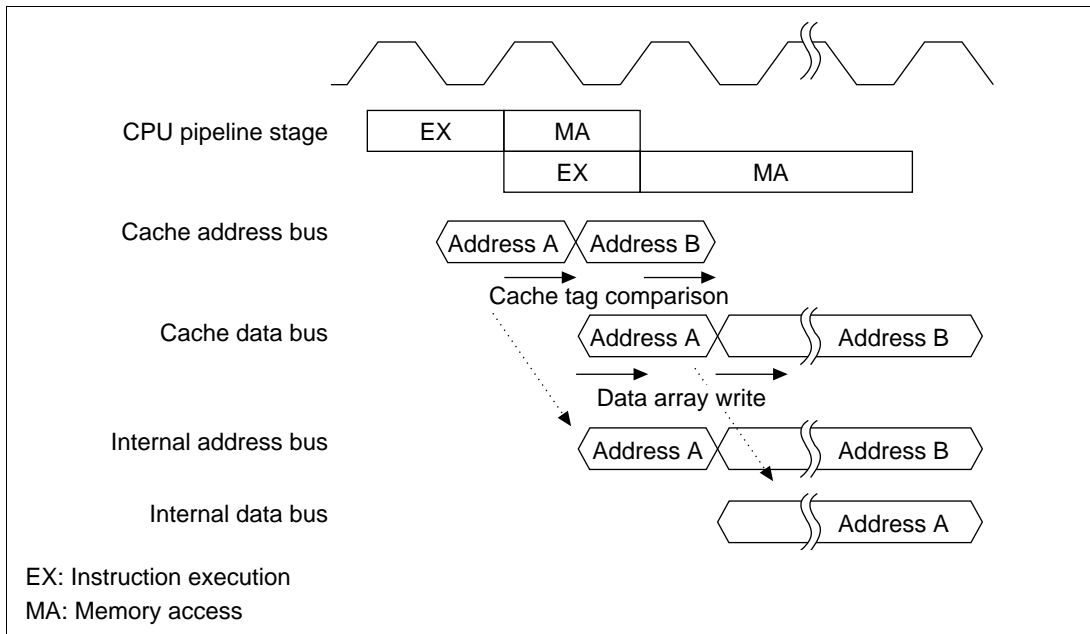 CPU pipeline stage
EX MA
EX MA
Cache address bus
Address A Address B
Cache tag comparison
Cache data bus
Address A Address B
Data array write
Internal address bus
Address A Address B
Internal data bus
Address A
EX: Instruction execution
MA: Memory access